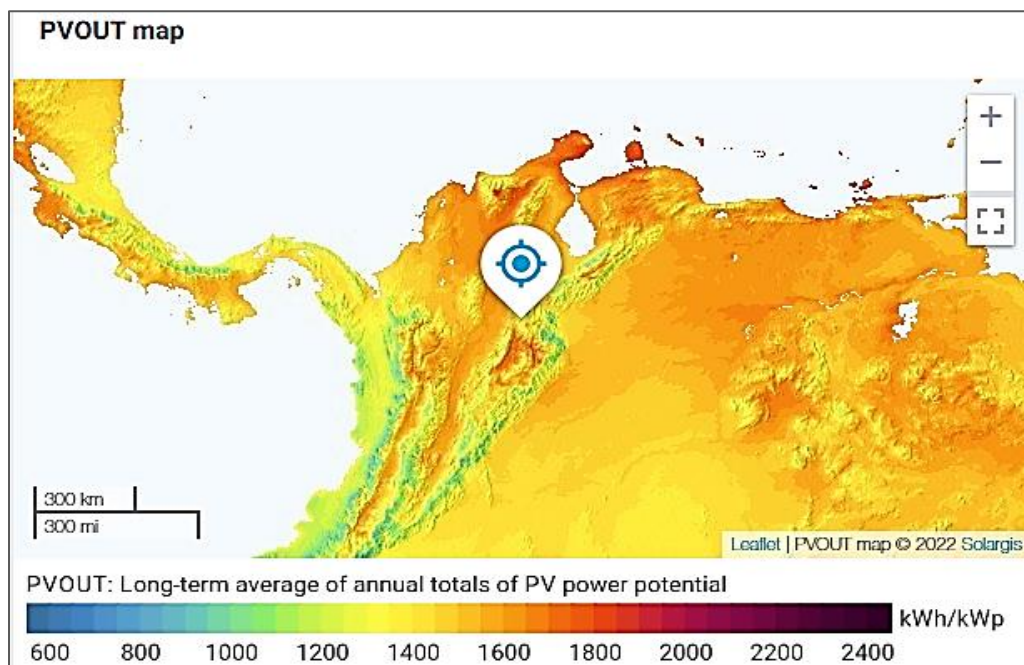 PVOUT map
+
−
300 km
300 mi
Leaflet | PVOUT map © 2022 Solargis
PVOUT: Long-term average of annual totals of PV power potential
kWh/kWp
600 800 1000 1200 1400 1600 1800 2000 2200 2400